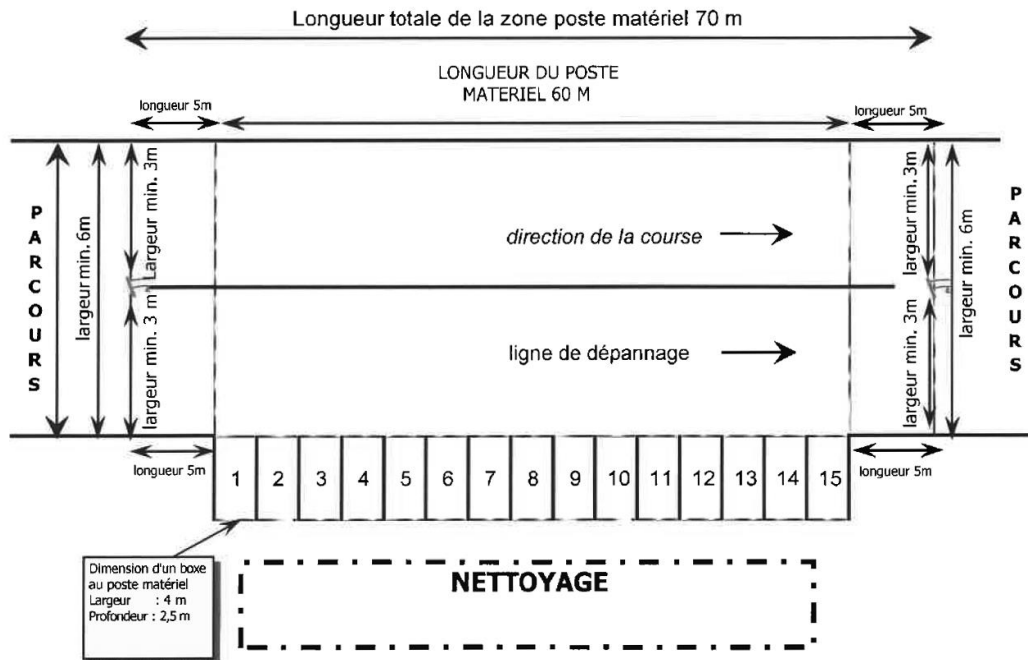 Longueur totale de la zone poste matériel 70 m
LONGUEUR DU POSTE
MATERIEL 60 M
longueur 5m
longueur 5m
PARCOURS
largeur min. 6m
Largeur min. 3m
largeur min. 3 m
direction de la course
ligne de dépannage
largeur min. 3m
largeur min. 3m
largeur min. 6m
PARCOURS
longueur 5m
longueur 5m
1 2 3 4 5 6 7 8 9 10 11 12 13 14 15
Dimension d'un boxe
au poste matériel
Largeur : 4 m
Profondeur : 2,5 m
NETTOYAGE